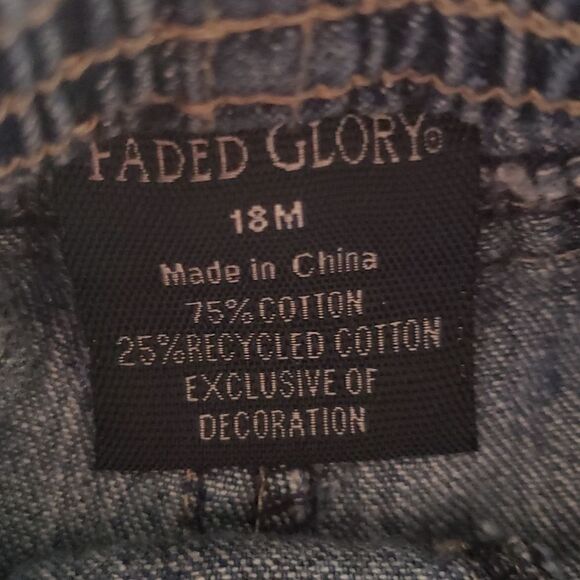 FADED GLORY®
18M
Made in China
75% COTTON
25%RECYCLED COTTON
EXCLUSIVE OF
DECORATION